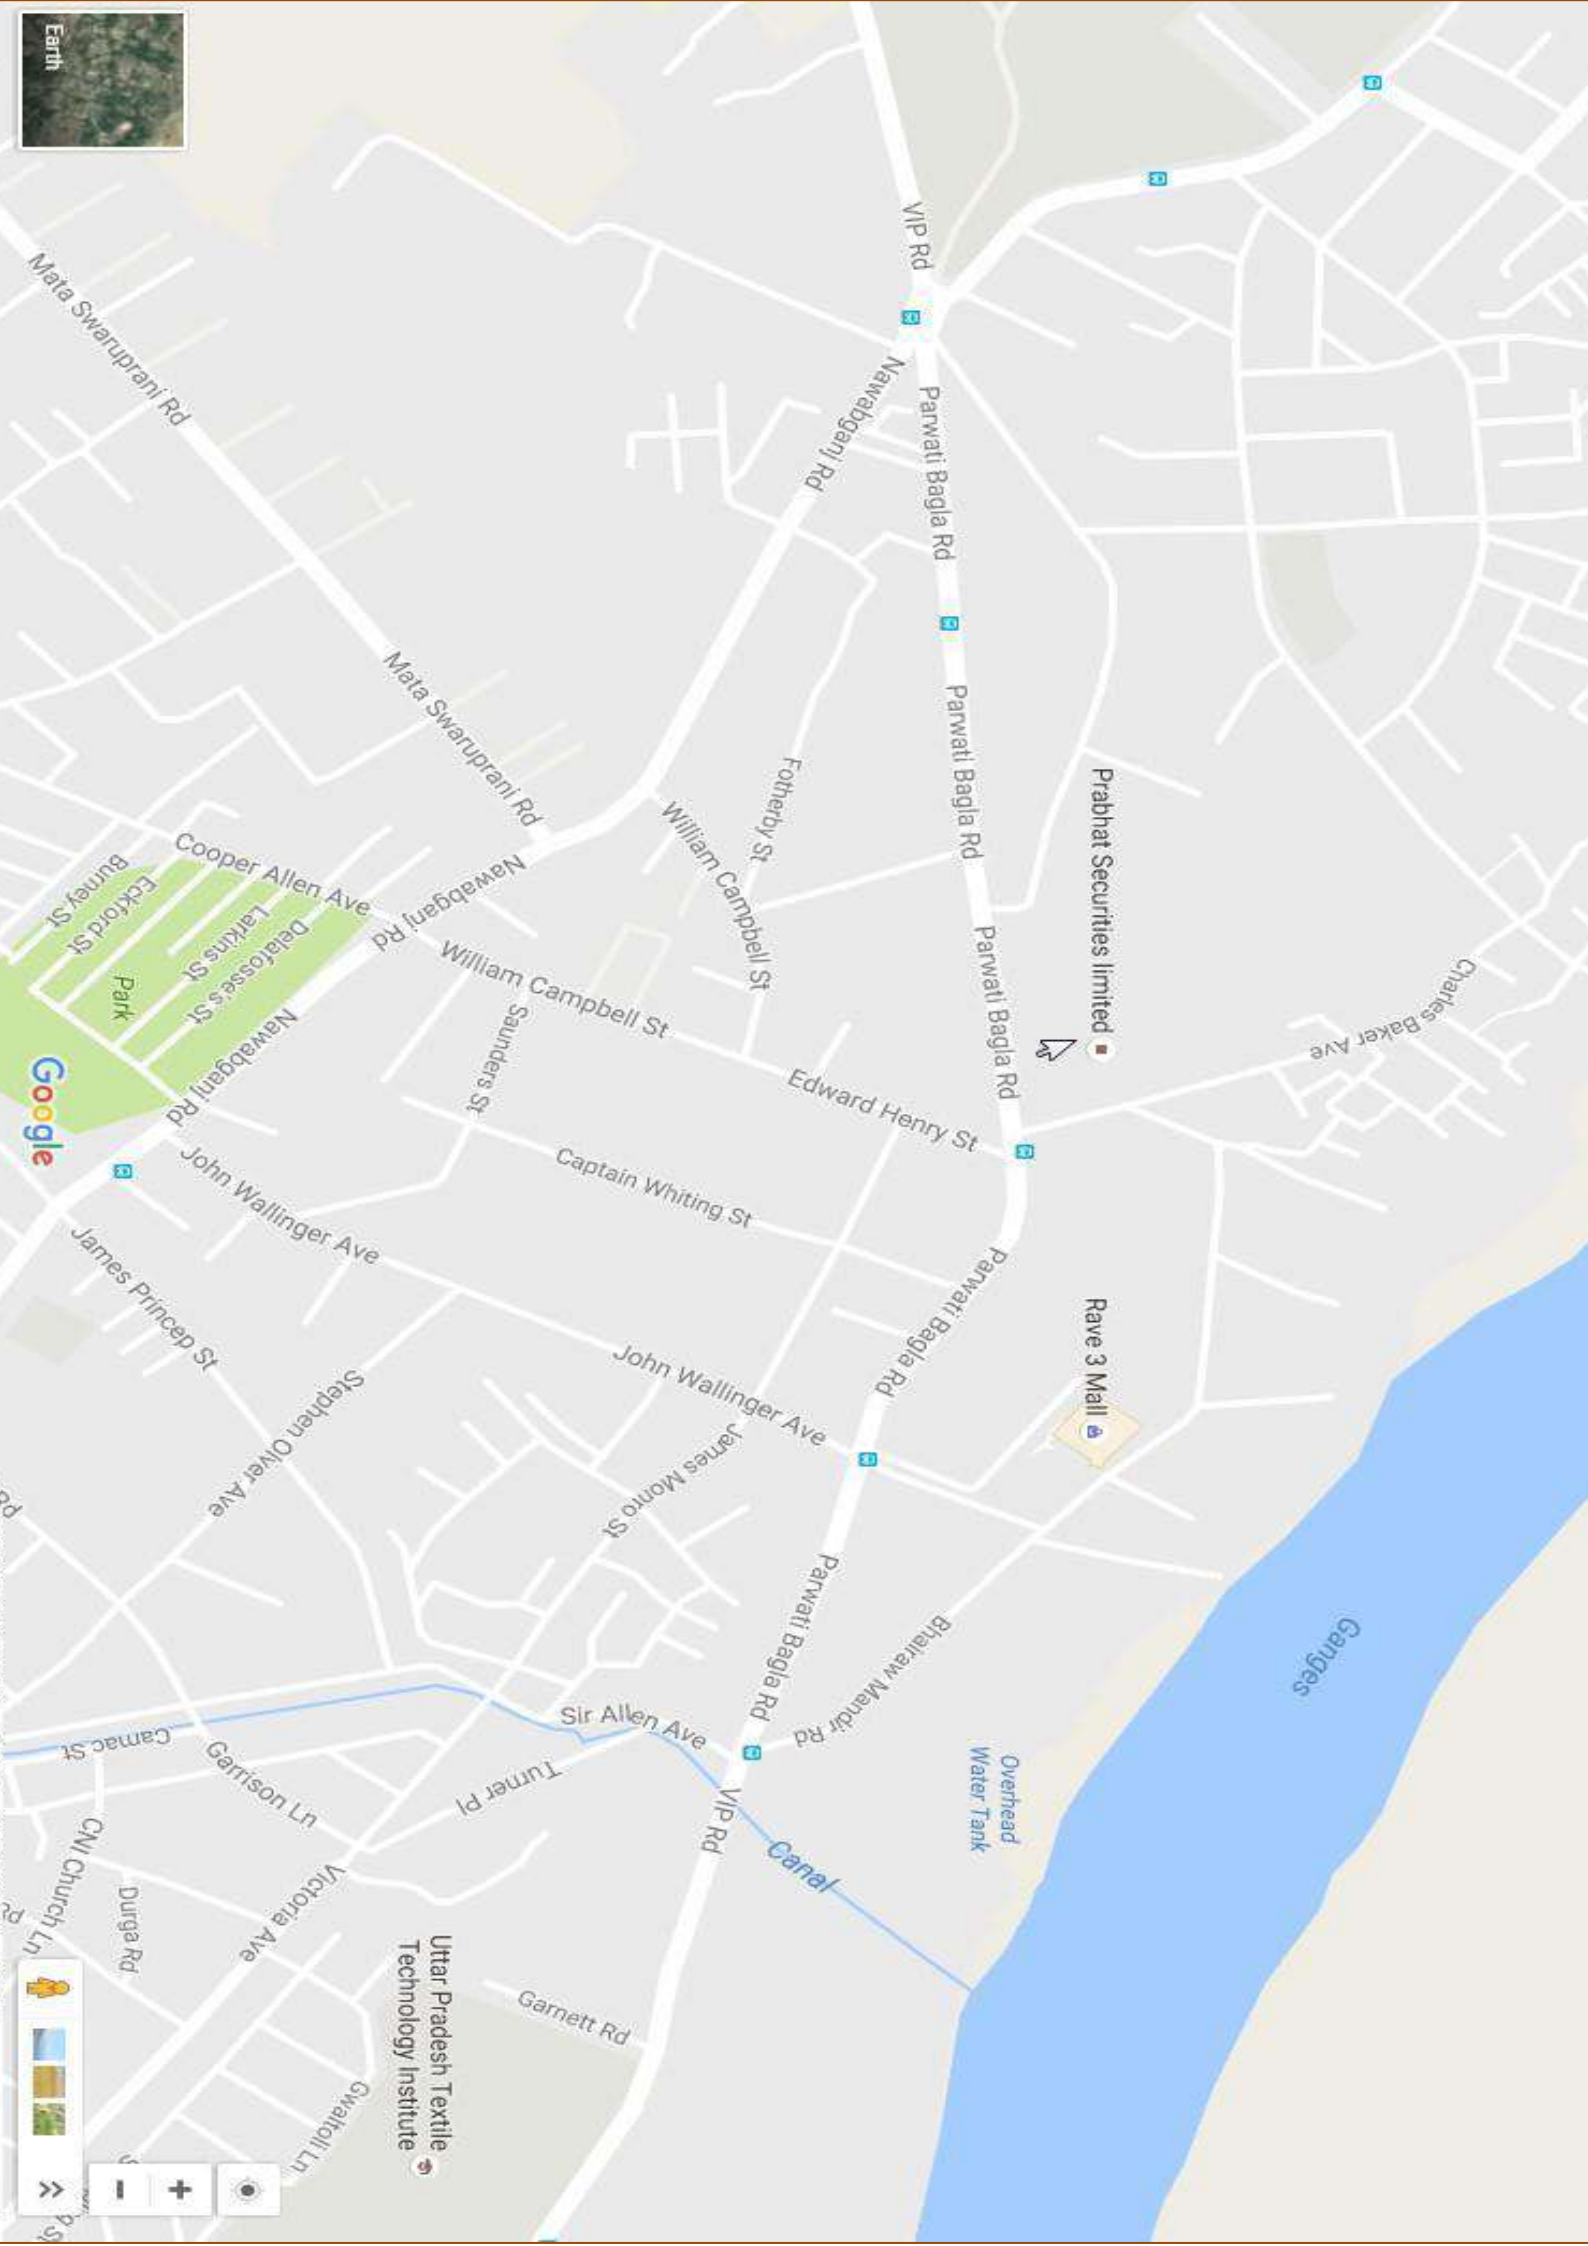 Charles Baker Ave
Ganges
Prabhat Securities limited
Rave 3 Mall
Overhead
Water Tank
VIP Rd
Parwati Bagla Rd
Parwati Bagla Rd
Parwati Bagla Rd
Parwati Bagla Rd
Parwati Bagla Rd
Bhairaw Mandir Rd
VIP Rd
Canal
Nawabganj Rd
Fotherby St
William Campbell St
Edward Henry St
John Wallinger Ave
James Monro St
Sir Allen Ave
Turner Pl
Garnett Rd
Mata Swaruprani Rd
Mata Swaruprani Rd
Nawabganj Rd
William Campbell St
Saunders St
Captain Whiting St
Uttar Pradesh Textile
Technology Institute
Cooper Allen Ave
Delafosse's St
Larkins St
Eckford St
Burney St
Park
Nawabganj Rd
John Wallinger Ave
James Princep St
Stephen Olver Ave
Garrison Ln
Victoria Ave
Gwaltoli Ln
Camac St
CNI Church Ln
Durga Rd
Rd
Rd
Earth
Google